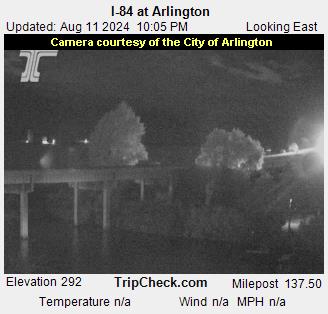 I-84 at Arlington
Updated: Aug 11 2024 10:05 PM Looking East
Camera courtesy of the City of Arlington
Elevation 292 TripCheck.com Milepost 137.50
Temperature n/a Wind n/a MPH n/a